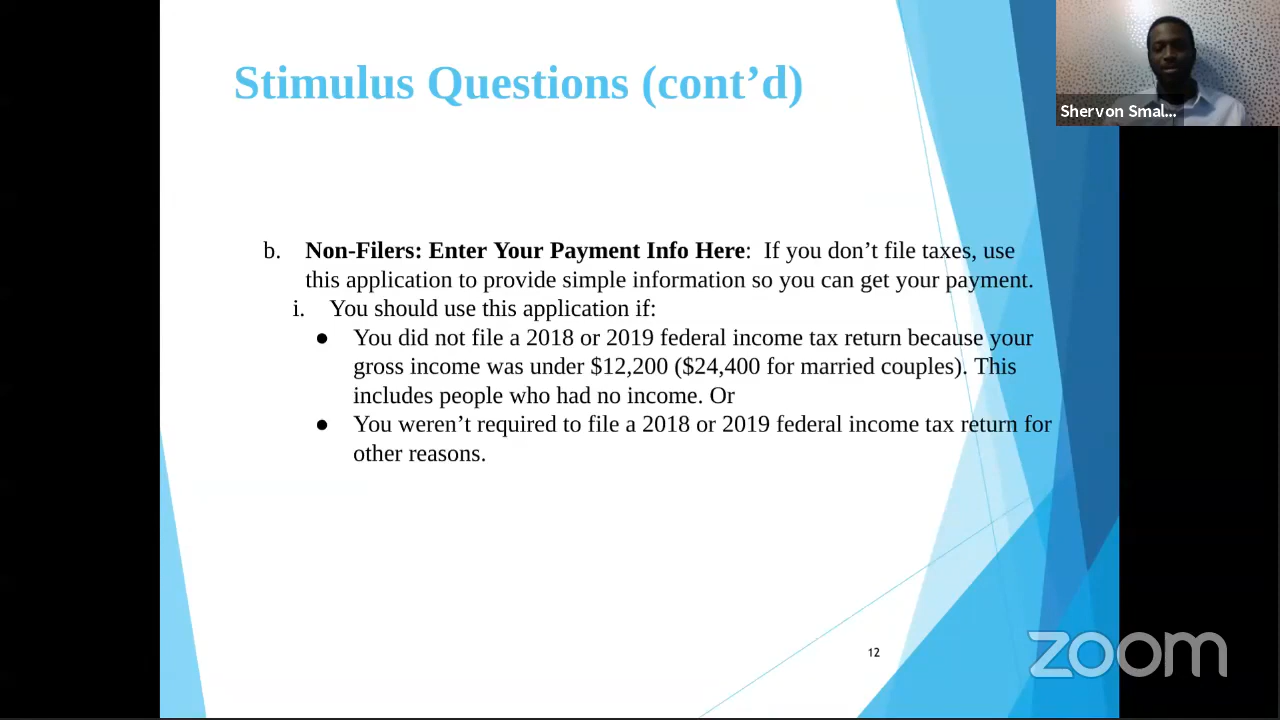 Stimulus Questions (cont’d)
Shervon Smal...
b. Non-Filers: Enter Your Payment Info Here: If you don’t file taxes, use
this application to provide simple information so you can get your payment.
i. You should use this application if:
● You did not file a 2018 or 2019 federal income tax return because your
gross income was under $12,200 ($24,400 for married couples). This
includes people who had no income. Or
● You weren’t required to file a 2018 or 2019 federal income tax return for
other reasons.
12
zoom